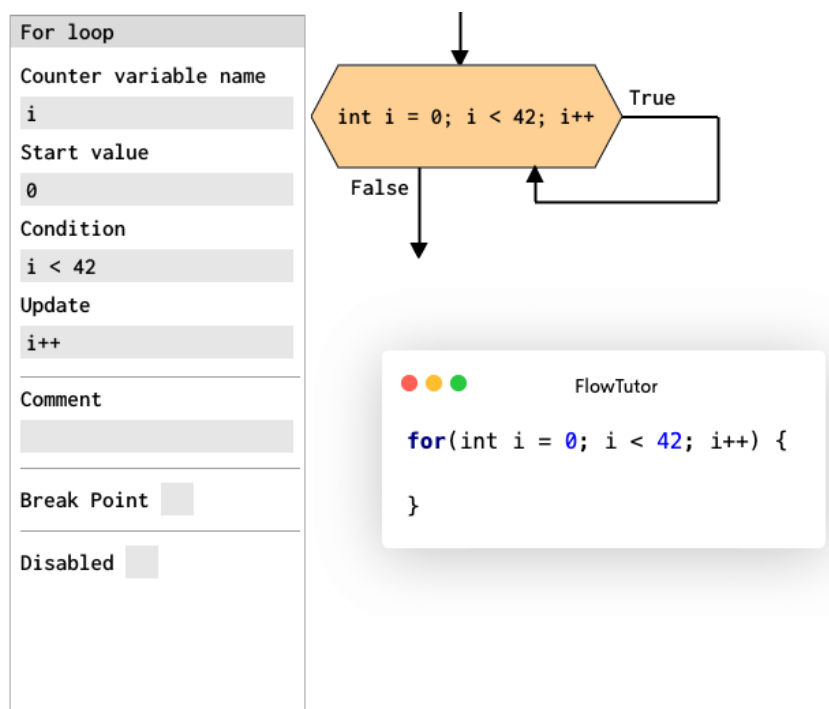 For loop
Counter variable name
i
Start value
0
Condition
i < 42
Update
i++
Comment
Break Point
Disabled
int i = 0; i < 42; i++
True
False
FlowTutor
for(int i = 0; i < 42; i++) {
}